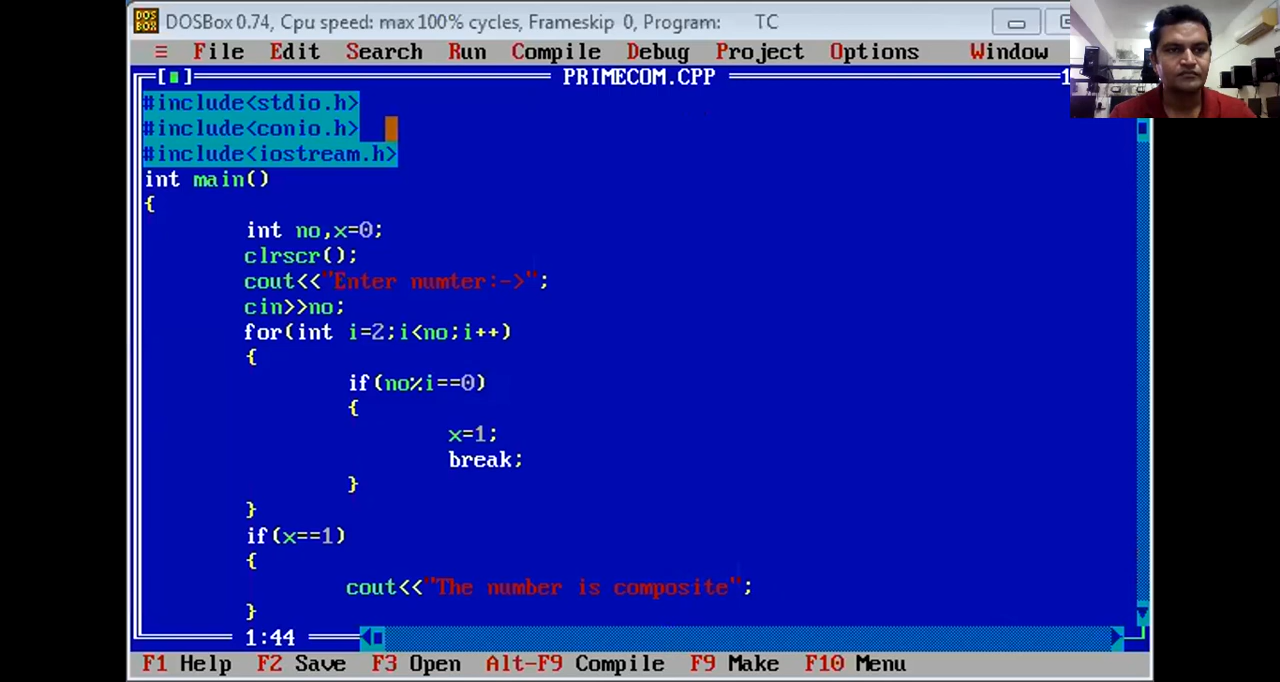 DOSBox 0.74, Cpu speed: max 100% cycles, Frameskip 0, Program: TC
≡ File Edit Search Run Compile Debug Project Options Window
[■] PRIMECOM.CPP 1
#include<stdio.h>
#include<conio.h>
#include<iostream.h>
int main()
{
int no,x=0;
clrscr();
cout<<"Enter numter:->";
cin>>no;
for(int i=2;i<no;i++)
{
if(no%i==0)
{
x=1;
break;
}
}
if(x==1)
{
cout<<"The number is composite";
}
1:44
F1 Help F2 Save F3 Open Alt-F9 Compile F9 Make F10 Menu